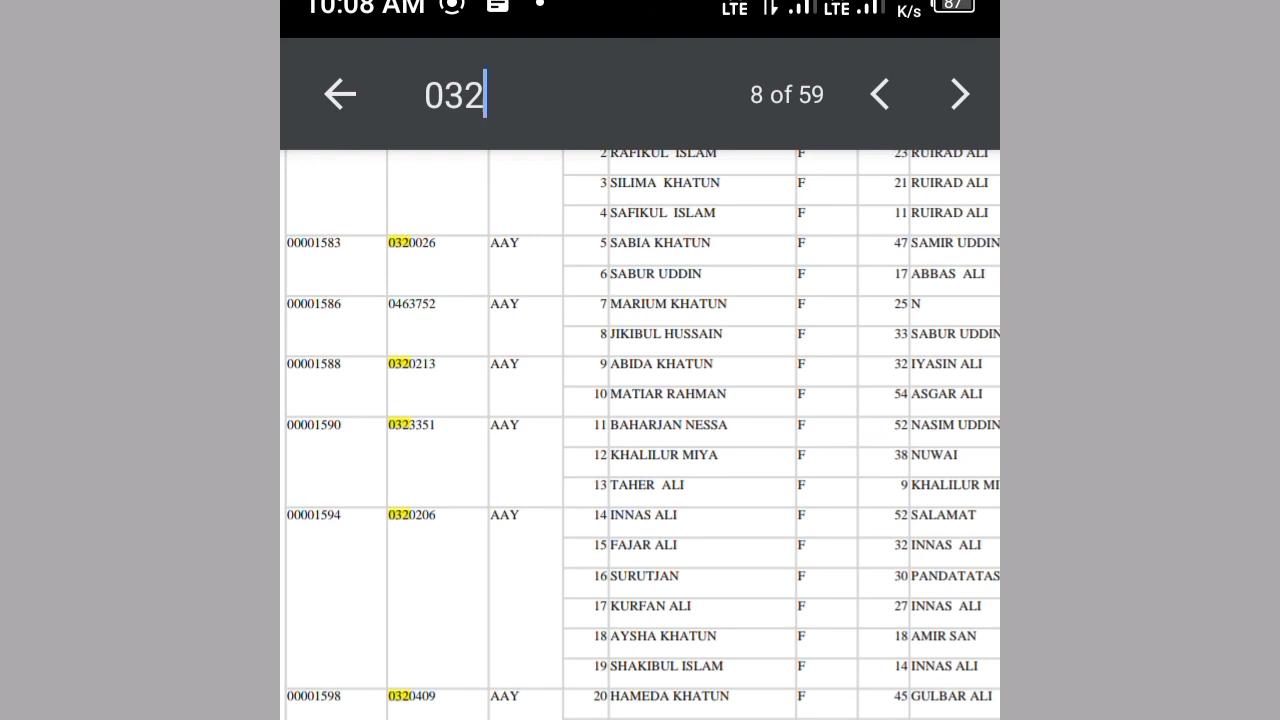 10:08 AM LTE LTE K/s 87
032 8 of 59
2 RAFIKUL ISLAM F 23 RUIRAD ALI
3 SILIMA KHATUN F 21 RUIRAD ALI
4 SAFIKUL ISLAM F 11 RUIRAD ALI
00001583 0320026 AAY 5 SABIA KHATUN F 47 SAMIR UDDIN
6 SABUR UDDIN F 17 ABBAS ALI
00001586 0463752 AAY 7 MARIUM KHATUN F 25 N
8 JIKIBUL HUSSAIN F 33 SABUR UDDIN
00001588 0320213 AAY 9 ABIDA KHATUN F 32 IYASIN ALI
10 MATIAR RAHMAN F 54 ASGAR ALI
00001590 0323351 AAY 11 BAHARJAN NESSA F 52 NASIM UDDIN
12 KHALILUR MIYA F 38 NUWAI
13 TAHER ALI F 9 KHALILUR MI
00001594 0320206 AAY 14 INNAS ALI F 52 SALAMAT
15 FAJAR ALI F 32 INNAS ALI
16 SURUTJAN F 30 PANDATATAS
17 KURFAN ALI F 27 INNAS ALI
18 AYSHA KHATUN F 18 AMIR SAN
19 SHAKIBUL ISLAM F 14 INNAS ALI
00001598 0320409 AAY 20 HAMEDA KHATUN F 45 GULBAR ALI